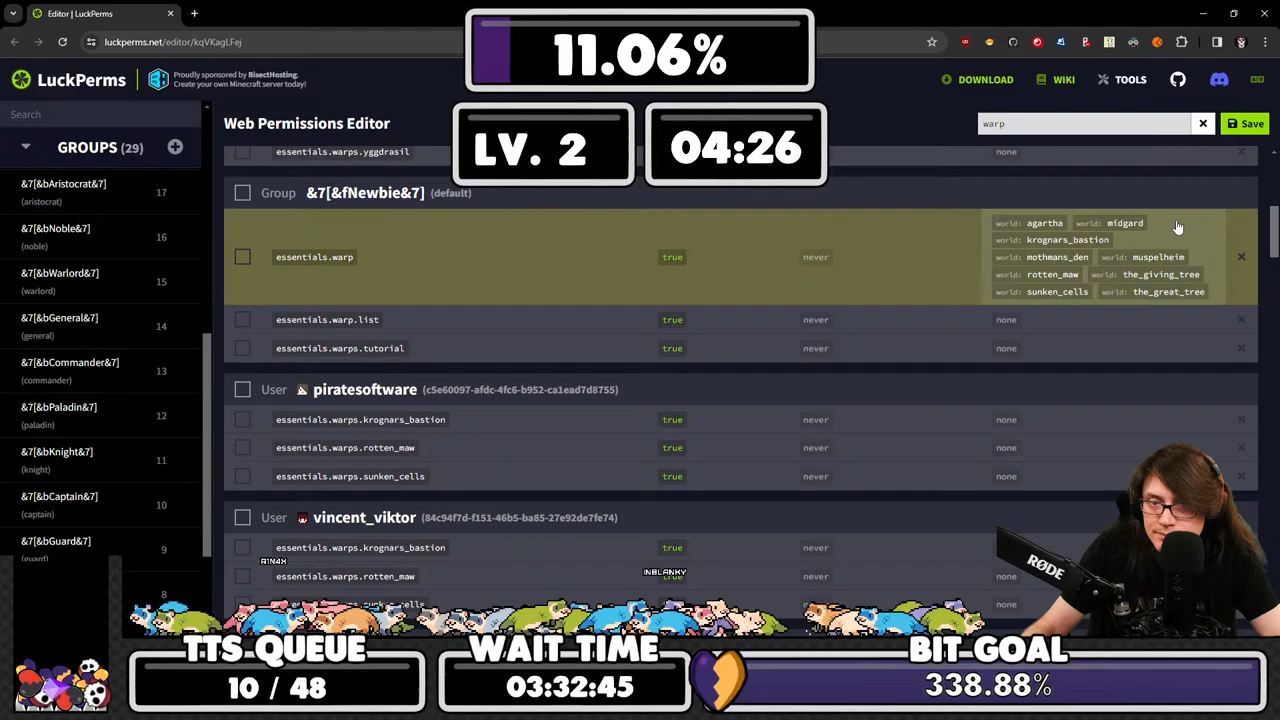 Editor | LuckPerms
luckperms.net/editor/kqVKagLFej
11.06%
LV. 2
04:26
LuckPerms
Proudly sponsored by BisectHosting.
Create your own Minecraft server today!
DOWNLOAD
WIKI
TOOLS
Search
Web Permissions Editor
warp
Save
GROUPS (29)
&7[&bAristocrat&7] 17
(aristocrat)
&7[&bNoble&7] 16
(noble)
&7[&bWarlord&7] 15
(warlord)
&7[&bGeneral&7] 14
(general)
&7[&bCommander&7] 13
(commander)
&7[&bPaladin&7] 12
(paladin)
&7[&bKnight&7] 11
(knight)
&7[&bCaptain&7] 10
(captain)
&7[&bGuard&7] 9
(guard)
8
essentials.warps.yggdrasil none
Group &7[&fNewbie&7] (default)
essentials.warp true never
world: agartha world: midgard
world: krognars_bastion
world: mothmans_den world: muspelheim
world: rotten_maw world: the_giving_tree
world: sunken_cells world: the_great_tree
essentials.warp.list true never none
essentials.warps.tutorial true never none
User piratesoftware (c5e60097-afdc-4fc6-b952-ca1ead7d8755)
essentials.warps.krognars_bastion true never none
essentials.warps.rotten_maw true never none
essentials.warps.sunken_cells true never none
User vincent_viktor (84c94f7d-f151-46b5-ba85-27e92de7fe74)
essentials.warps.krognars_bastion true never
R1N4X
INBLANKY
essentials.warps.rotten_maw true never none
none
RØDE
TTS QUEUE
10 / 48
WAIT TIME
03:32:45
BIT GOAL
338.88%